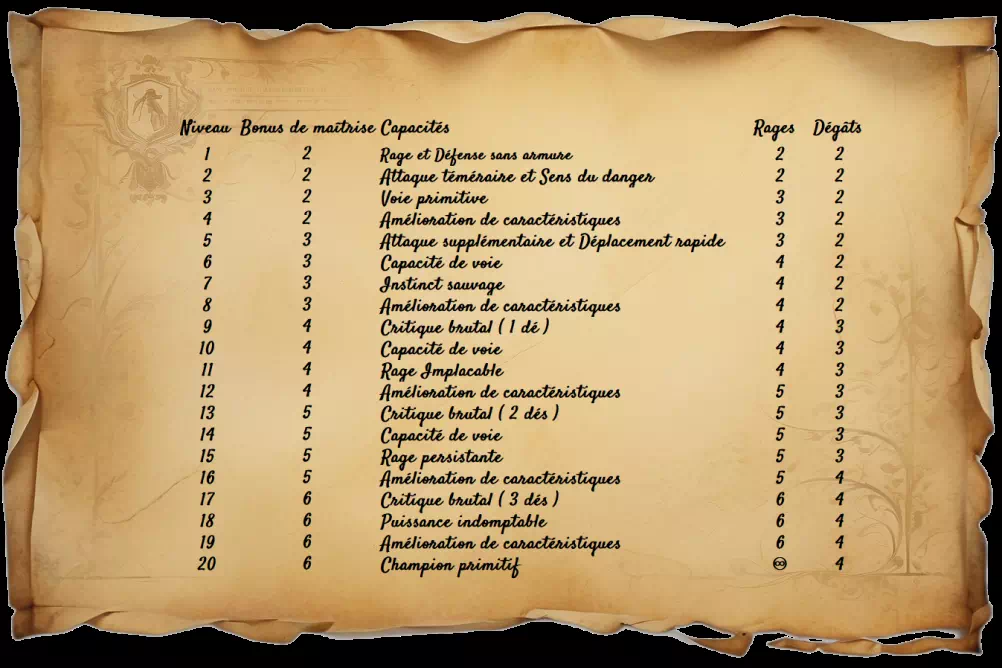 Niveau Bonus de maîtrise Capacités Rages Dégâts
1 2 Rage et Défense sans armure 2 2
2 2 Attaque téméraire et Sens du danger 2 2
3 2 Voie primitive 3 2
4 2 Amélioration de caractéristiques 3 2
5 3 Attaque supplémentaire et Déplacement rapide 3 2
6 3 Capacité de voie 4 2
7 3 Instinct sauvage 4 2
8 3 Amélioration de caractéristiques 4 2
9 4 Critique brutal ( 1 dé ) 4 3
10 4 Capacité de voie 4 3
11 4 Rage Implacable 4 3
12 4 Amélioration de caractéristiques 5 3
13 5 Critique brutal ( 2 dés ) 5 3
14 5 Capacité de voie 5 3
15 5 Rage persistante 5 3
16 5 Amélioration de caractéristiques 5 4
17 6 Critique brutal ( 3 dés ) 6 4
18 6 Puissance indomptable 6 4
19 6 Amélioration de caractéristiques 6 4
20 6 Champion primitif ♾ 4